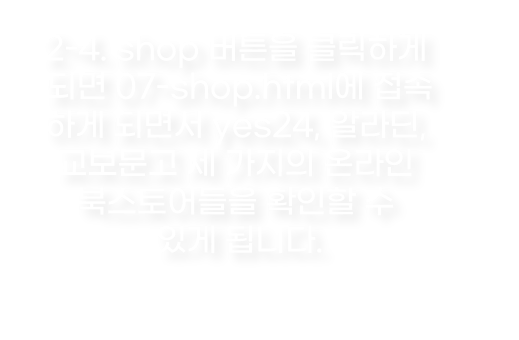 2-4. shop 버튼을 클릭하게
되면 07-shop.html에 접속
하게 되면서 yes24, 알라딘,
교보문고 세 가지의 온라인
북스토어들을 확인할 수
있게 됩니다.